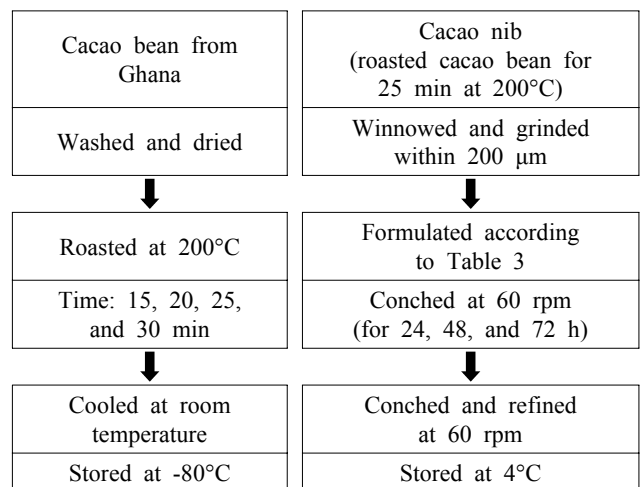 Cacao bean from
Ghana
Washed and dried
Roasted at 200°C
Time: 15, 20, 25,
and 30 min
Cooled at room
temperature
Stored at -80°C
Cacao nib
(roasted cacao bean for
25 min at 200°C)
Winnowed and grinded
within 200 μm
Formulated according
to Table 3
Conched at 60 rpm
(for 24, 48, and 72 h)
Conched and refined
at 60 rpm
Stored at 4°C